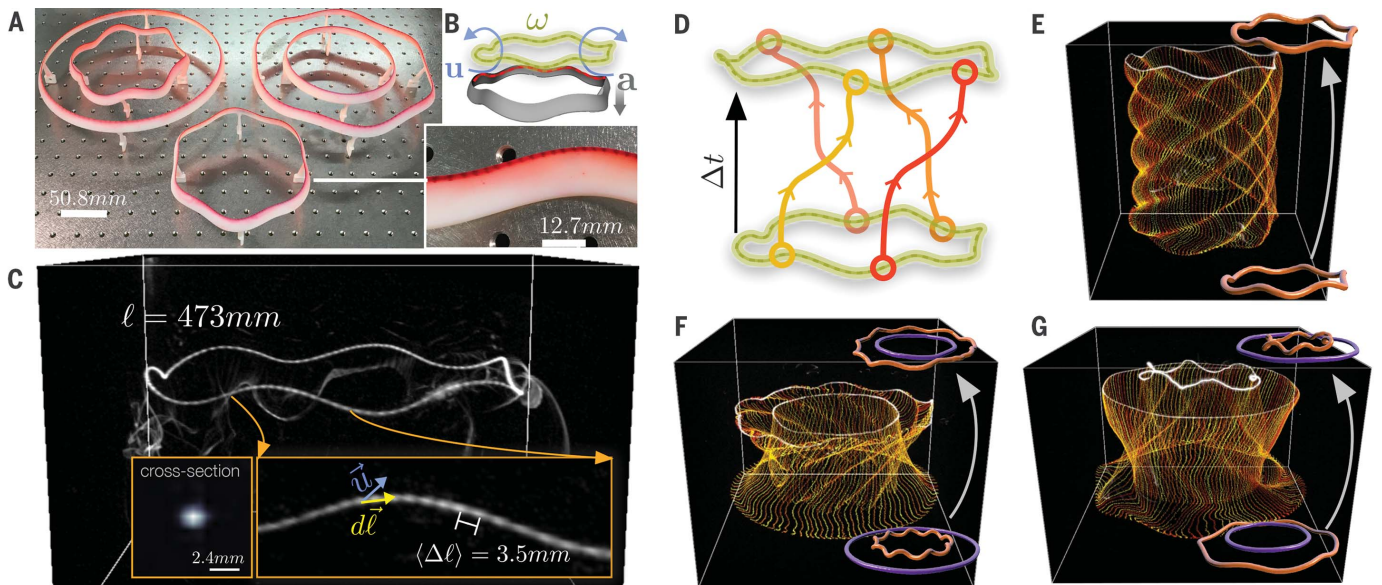 A
50.8mm
B
ω
u
a
12.7mm
C
ℓ = 473mm
cross-section
2.4mm
u⃗
dℓ⃗
⟨Δℓ⟩ = 3.5mm
D
Δt
E
F
G